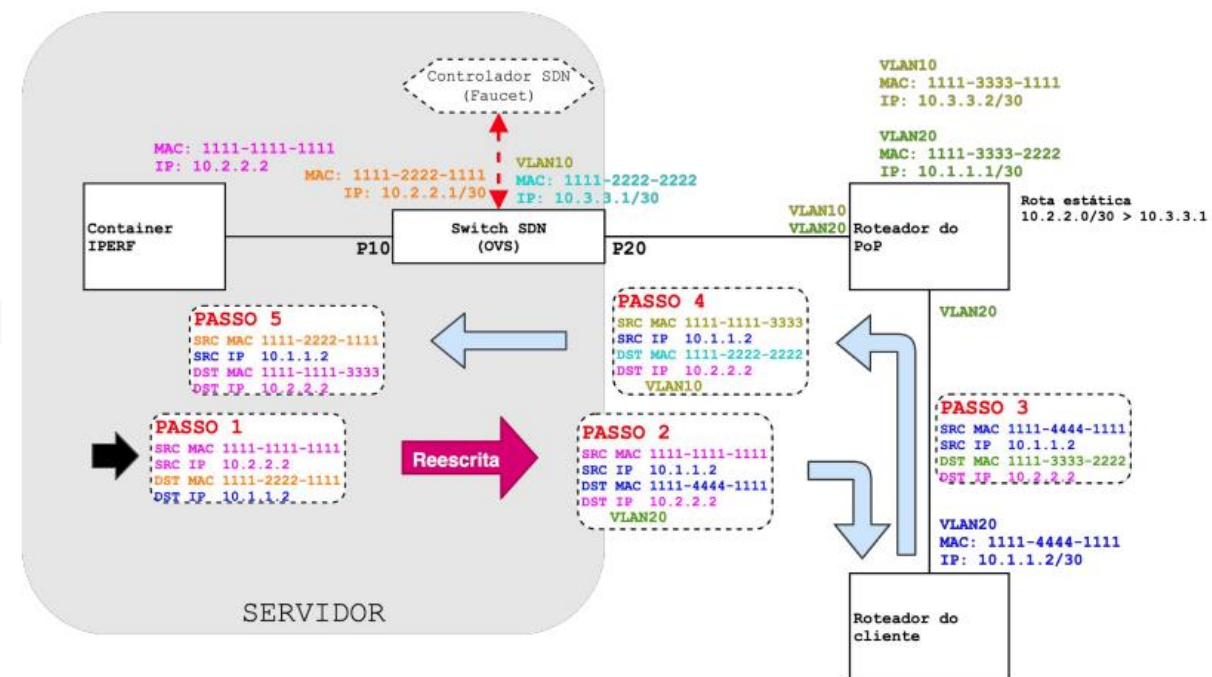 Controlador SDN
(Faucet)
VLAN10
MAC: 1111-3333-1111
IP: 10.3.3.2/30
VLAN20
MAC: 1111-3333-2222
IP: 10.1.1.1/30
MAC: 1111-1111-1111
IP: 10.2.2.2
MAC: 1111-2222-1111
IP: 10.2.2.1/30
VLAN10
MAC: 1111-2222-2222
IP: 10.3.3.1/30
Container
IPERF
P10
Switch SDN
(OVS)
P20
VLAN10
VLAN20
Roteador do
PoP
Rota estática
10.2.2.0/30 > 10.3.3.1
VLAN20
PASSO 5
SRC MAC 1111-2222-1111
SRC IP 10.1.1.2
DST MAC 1111-1111-3333
DST IP 10.2.2.2
PASSO 4
SRC MAC 1111-1111-3333
SRC IP 10.1.1.2
DST MAC 1111-2222-2222
DST IP 10.2.2.2
VLAN10
PASSO 1
SRC MAC 1111-1111-1111
SRC IP 10.2.2.2
DST MAC 1111-2222-1111
DST IP 10.1.1.2
Reescrita
PASSO 2
SRC MAC 1111-1111-1111
SRC IP 10.1.1.2
DST MAC 1111-4444-1111
DST IP 10.2.2.2
VLAN20
PASSO 3
SRC MAC 1111-4444-1111
SRC IP 10.1.1.2
DST MAC 1111-3333-2222
DST IP 10.2.2.2
VLAN20
MAC: 1111-4444-1111
IP: 10.1.1.2/30
SERVIDOR
Roteador do
cliente